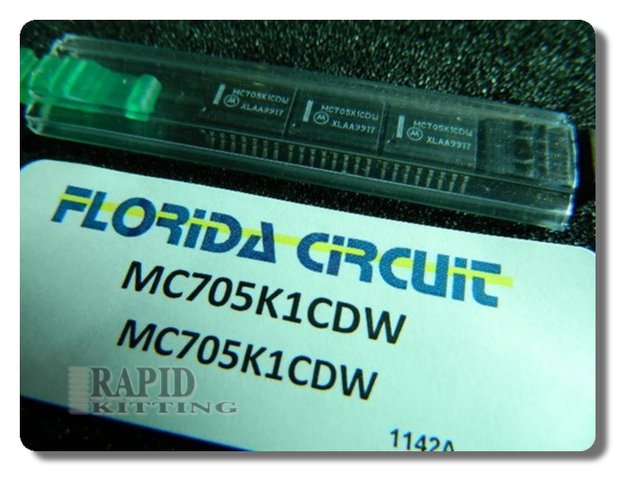 MC705K1CDW
XLAA9917
MC705K1CDW
XLAA9917
MC705K1CDW
XLAA9917
FLORiDA CiRCUiT
MC705K1CDW
MC705K1CDW
RAPID
KITTING
1142A